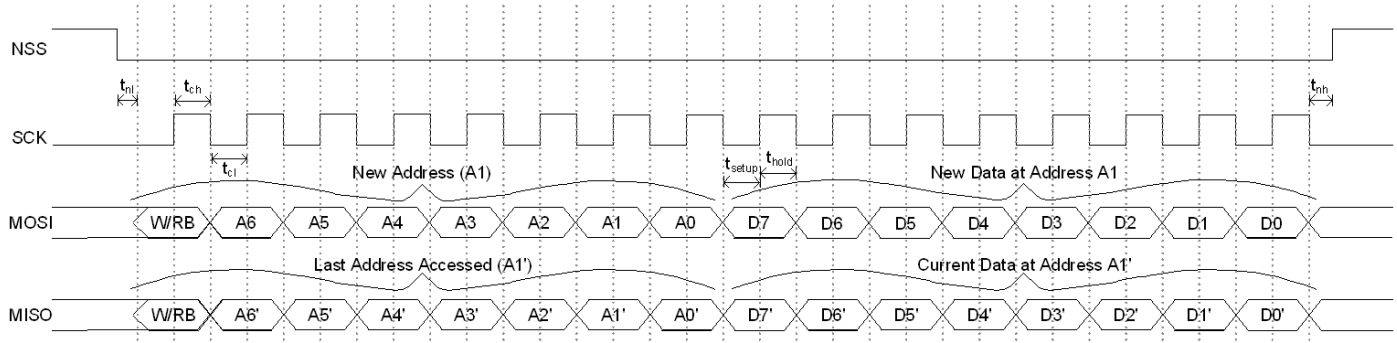 NSS
t_nl
t_ch
t_nh
SCK
t_cl
t_setup
t_hold
New Address (A1)
New Data at Address A1
MOSI W/RB A6 A5 A4 A3 A2 A1 A0 D7 D6 D5 D4 D3 D2 D1 D0
Last Address Accessed (A1')
Current Data at Address A1'
MISO W/RB A6' A5' A4' A3' A2' A1' A0' D7' D6' D5' D4' D3' D2' D1' D0'